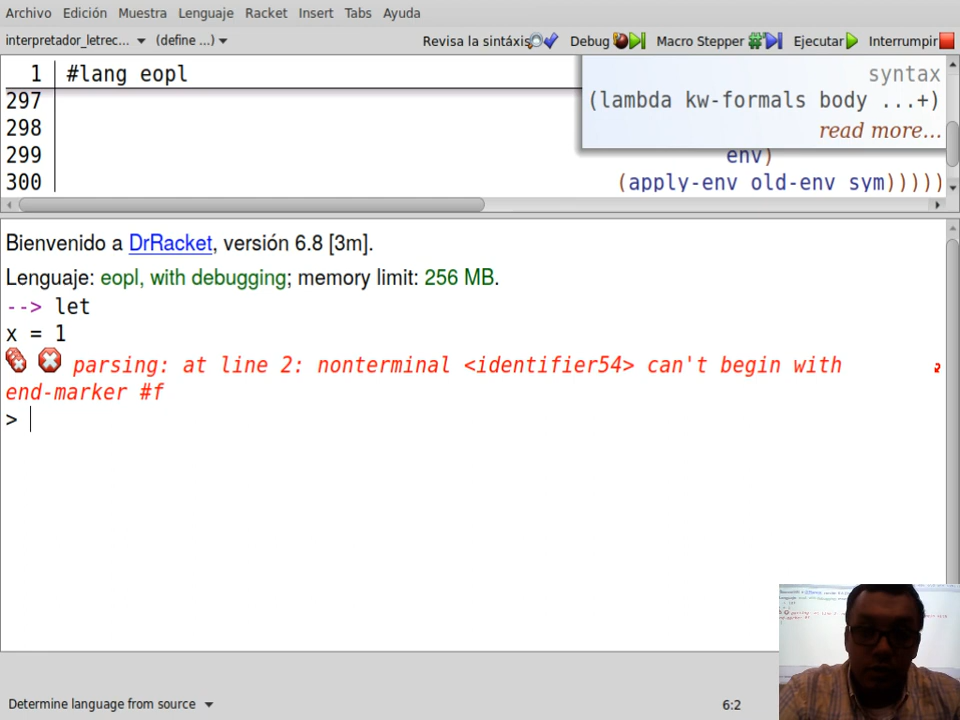 Archivo Edición Muestra Lenguaje Racket Insert Tabs Ayuda
interpretador_letrec... (define ...) Revisa la sintáxis Debug Macro Stepper Ejecutar Interrumpir
1 #lang eopl
syntax
297
(lambda kw-formals body ...+)
298
read more...
299 env)
300 (apply-env old-env sym)))))
Bienvenido a DrRacket, versión 6.8 [3m].
Lenguaje: eopl, with debugging; memory limit: 256 MB.
--> let
x = 1
parsing: at line 2: nonterminal <identifier54> can't begin with
end-marker #f
>
Determine language from source 6:2